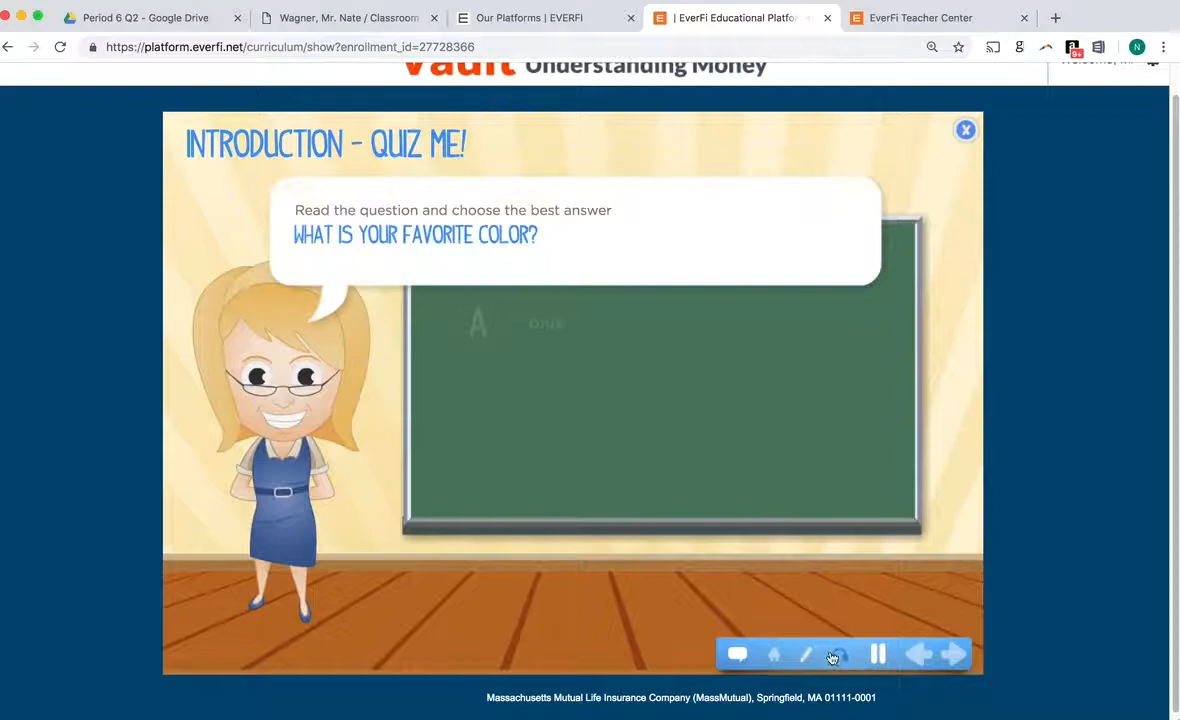 Period 6 Q2 - Google Drive
Wagner, Mr. Nate / Classroom
Our Platforms | EVERFI
| EverFi Educational Platfo
EverFi Teacher Center
https://platform.everfi.net/curriculum/show?enrollment_id=27728366
9+
N
Vault Understanding Money
INTRODUCTION - QUIZ ME!
Read the question and choose the best answer
WHAT IS YOUR FAVORITE COLOR?
A
Massachusetts Mutual Life Insurance Company (MassMutual), Springfield, MA 01111-0001